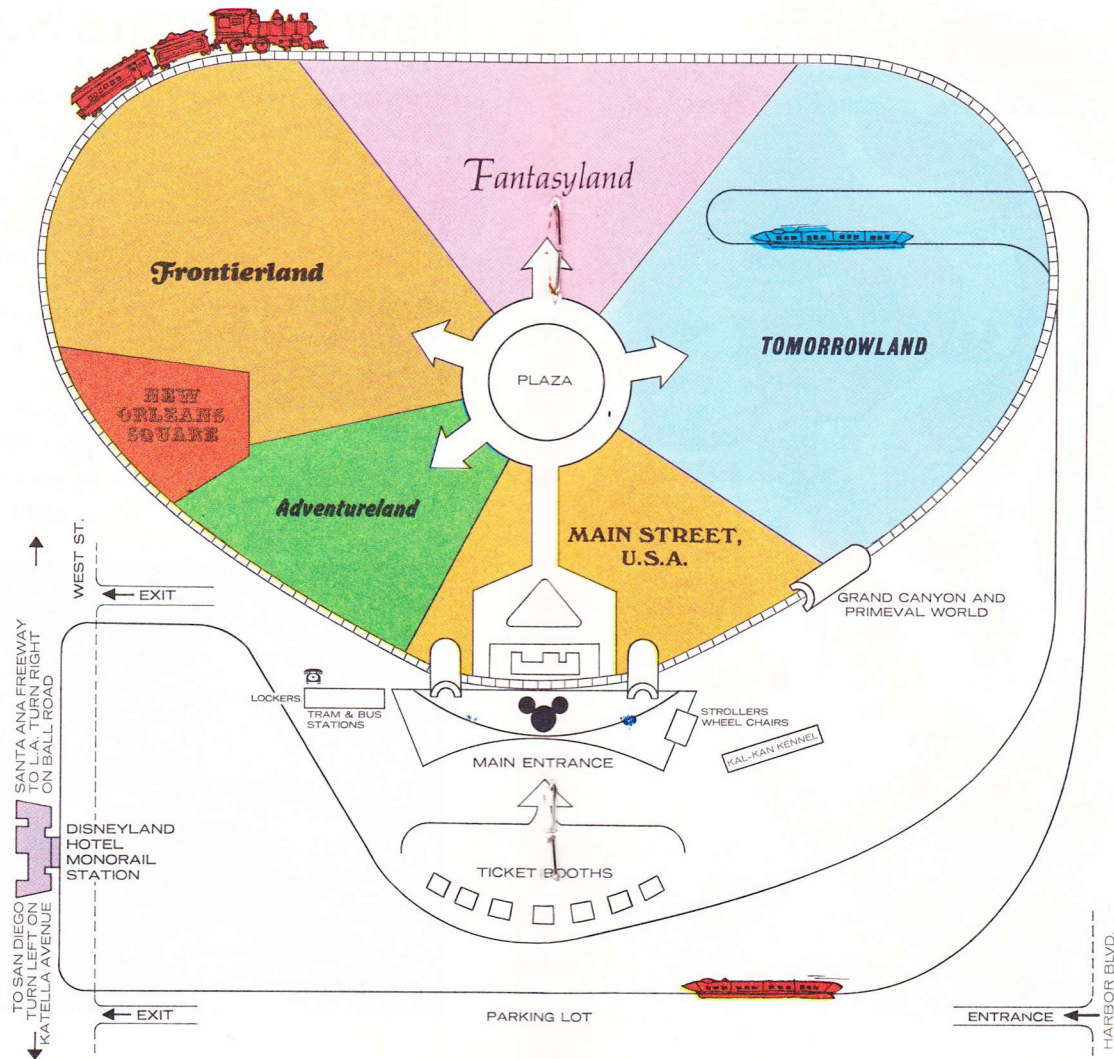 Fantasyland
Frontierland
TOMORROWLAND
PLAZA
NEW
ORLEANS
SQUARE
Adventureland
MAIN STREET,
U.S.A.
GRAND CANYON AND
PRIMEVAL WORLD
WEST ST.
EXIT
SANTA ANA FREEWAY
TO L.A. TURN RIGHT
ON BALL ROAD
LOCKERS
TRAM & BUS
STATIONS
STROLLERS
WHEEL CHAIRS
KAL-KAN KENNEL
MAIN ENTRANCE
DISNEYLAND
HOTEL
MONORAIL
STATION
TICKET BOOTHS
TO SAN DIEGO
TURN LEFT ON
KATELLA AVENUE
EXIT
PARKING LOT
ENTRANCE
HARBOR BLVD.